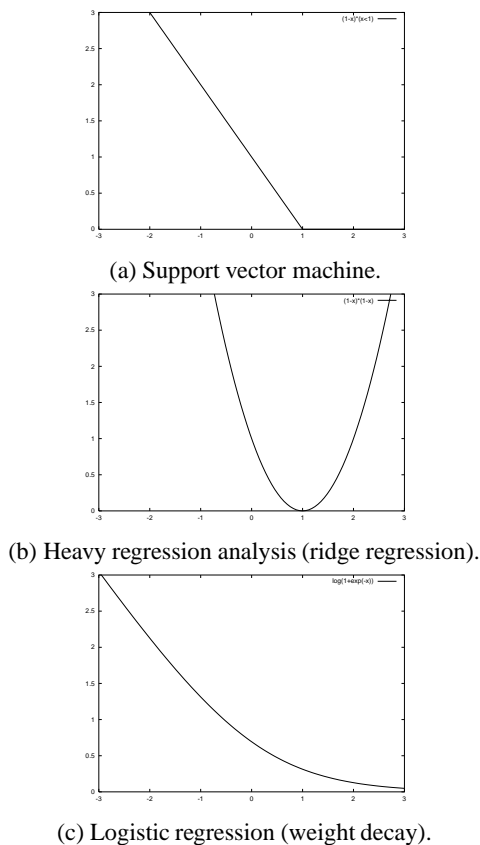 (1-x)*(x<1)
3
2.5
2
1.5
1
0.5
0
-3 -2 -1 0 1 2 3
(a) Support vector machine.
(1-x)*(1-x)
3
2.5
2
1.5
1
0.5
0
-3 -2 -1 0 1 2 3
(b) Heavy regression analysis (ridge regression).
log(1+exp(-x))
3
2.5
2
1.5
1
0.5
0
-3 -2 -1 0 1 2 3
(c) Logistic regression (weight decay).